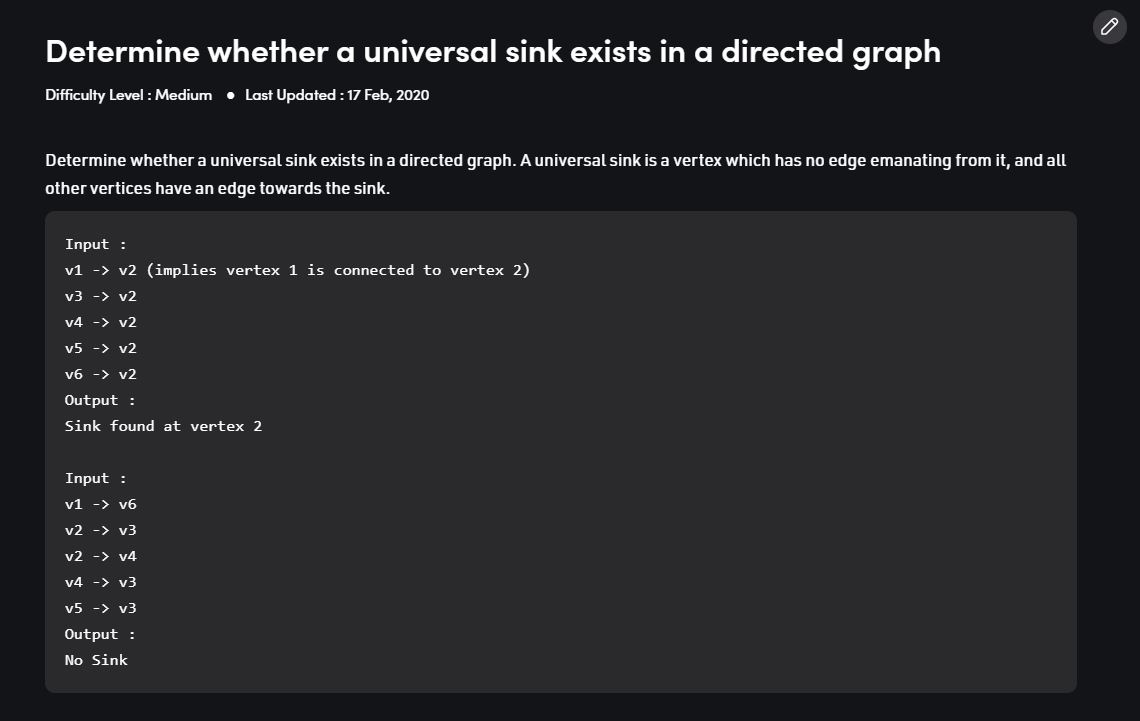 Determine whether a universal sink exists in a directed graph
Difficulty Level : Medium ● Last Updated : 17 Feb, 2020
Determine whether a universal sink exists in a directed graph. A universal sink is a vertex which has no edge emanating from it, and all
other vertices have an edge towards the sink.
Input :
v1 -> v2 (implies vertex 1 is connected to vertex 2)
v3 -> v2
v4 -> v2
v5 -> v2
v6 -> v2
Output :
Sink found at vertex 2
Input :
v1 -> v6
v2 -> v3
v2 -> v4
v4 -> v3
v5 -> v3
Output :
No Sink